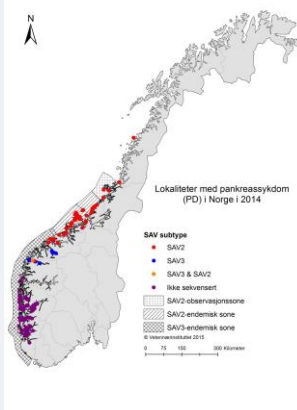 N
Lokaliteter med pankreassykdom
(PD) i Norge i 2014
SAV subtype
SAV2
SAV3
SAV3 & SAV2
Ikke sekvensert
SAV2-observasjonssone
SAV2-endemisk sone
SAV3-endemisk sone
© Veterinærinstituttet 2015
0 75 150 300 Kilometer